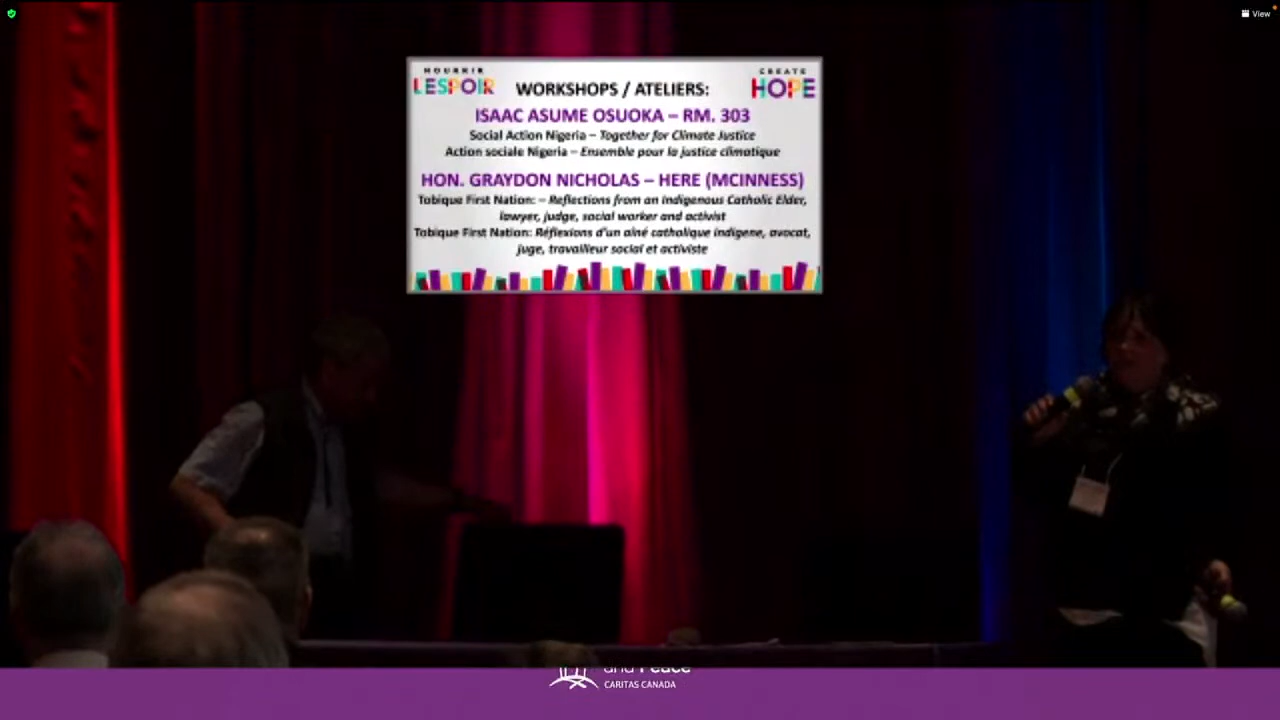 View
NOURRIR
L'ESPOIR
WORKSHOPS / ATELIERS:
CREATE
HOPE
ISAAC ASUME OSUOKA – RM. 303
Social Action Nigeria – Together for Climate Justice
Action sociale Nigeria – Ensemble pour la justice climatique
HON. GRAYDON NICHOLAS – HERE (MCINNESS)
Tobique First Nation: – Reflections from an Indigenous Catholic Elder,
lawyer, judge, social worker and activist
Tobique First Nation: Réflexions d'un ainé catholique indigene, avocat,
juge, travailleur social et activiste
and Peace
CARITAS CANADA